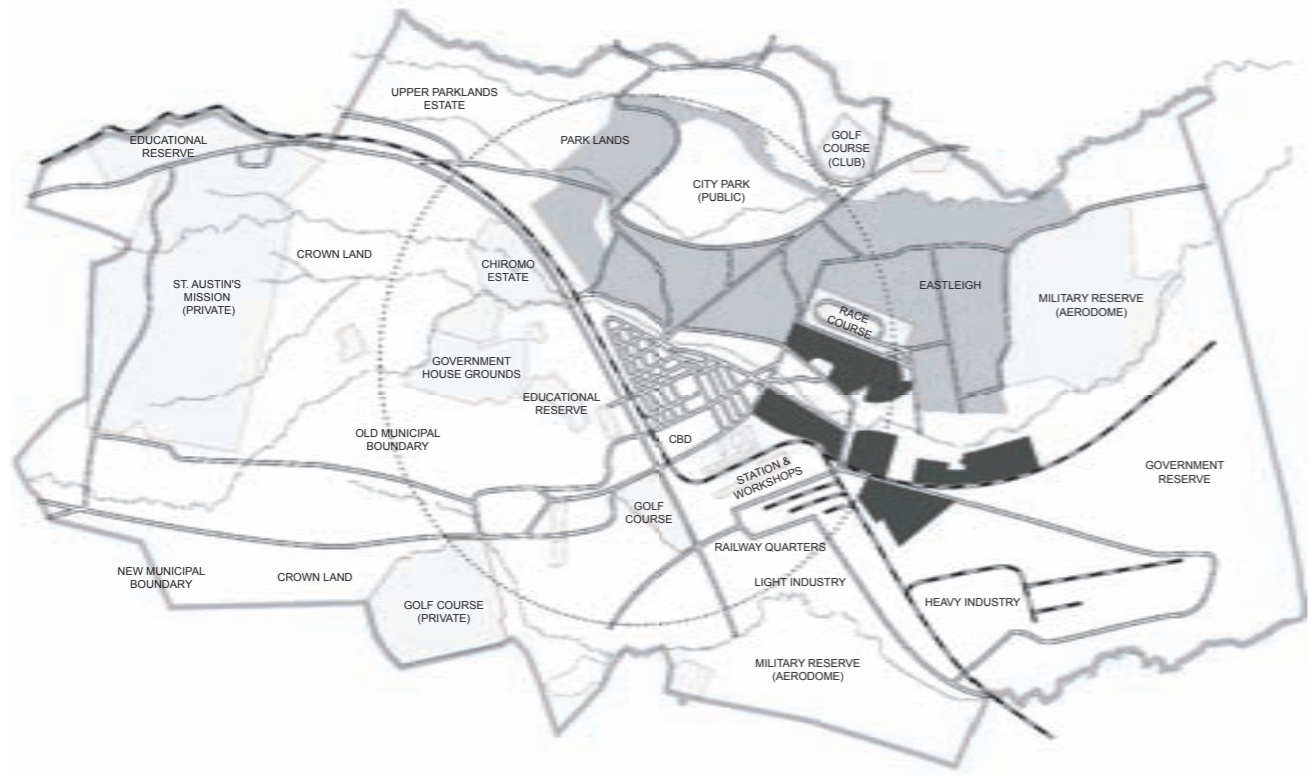 UPPER PARKLANDS
ESTATE
EDUCATIONAL
RESERVE
PARK LANDS
GOLF
COURSE
(CLUB)
CITY PARK
(PUBLIC)
CROWN LAND
CHIROMO
ESTATE
ST. AUSTIN'S
MISSION
(PRIVATE)
EASTLEIGH
MILITARY RESERVE
(AERODOME)
RACE
COURSE
GOVERNMENT
HOUSE GROUNDS
EDUCATIONAL
RESERVE
OLD MUNICIPAL
BOUNDARY
CBD
STATION &
WORKSHOPS
GOVERNMENT
RESERVE
GOLF
COURSE
RAILWAY QUARTERS
NEW MUNICIPAL
BOUNDARY
CROWN LAND
LIGHT INDUSTRY
GOLF COURSE
(PRIVATE)
HEAVY INDUSTRY
MILITARY RESERVE
(AERODOME)